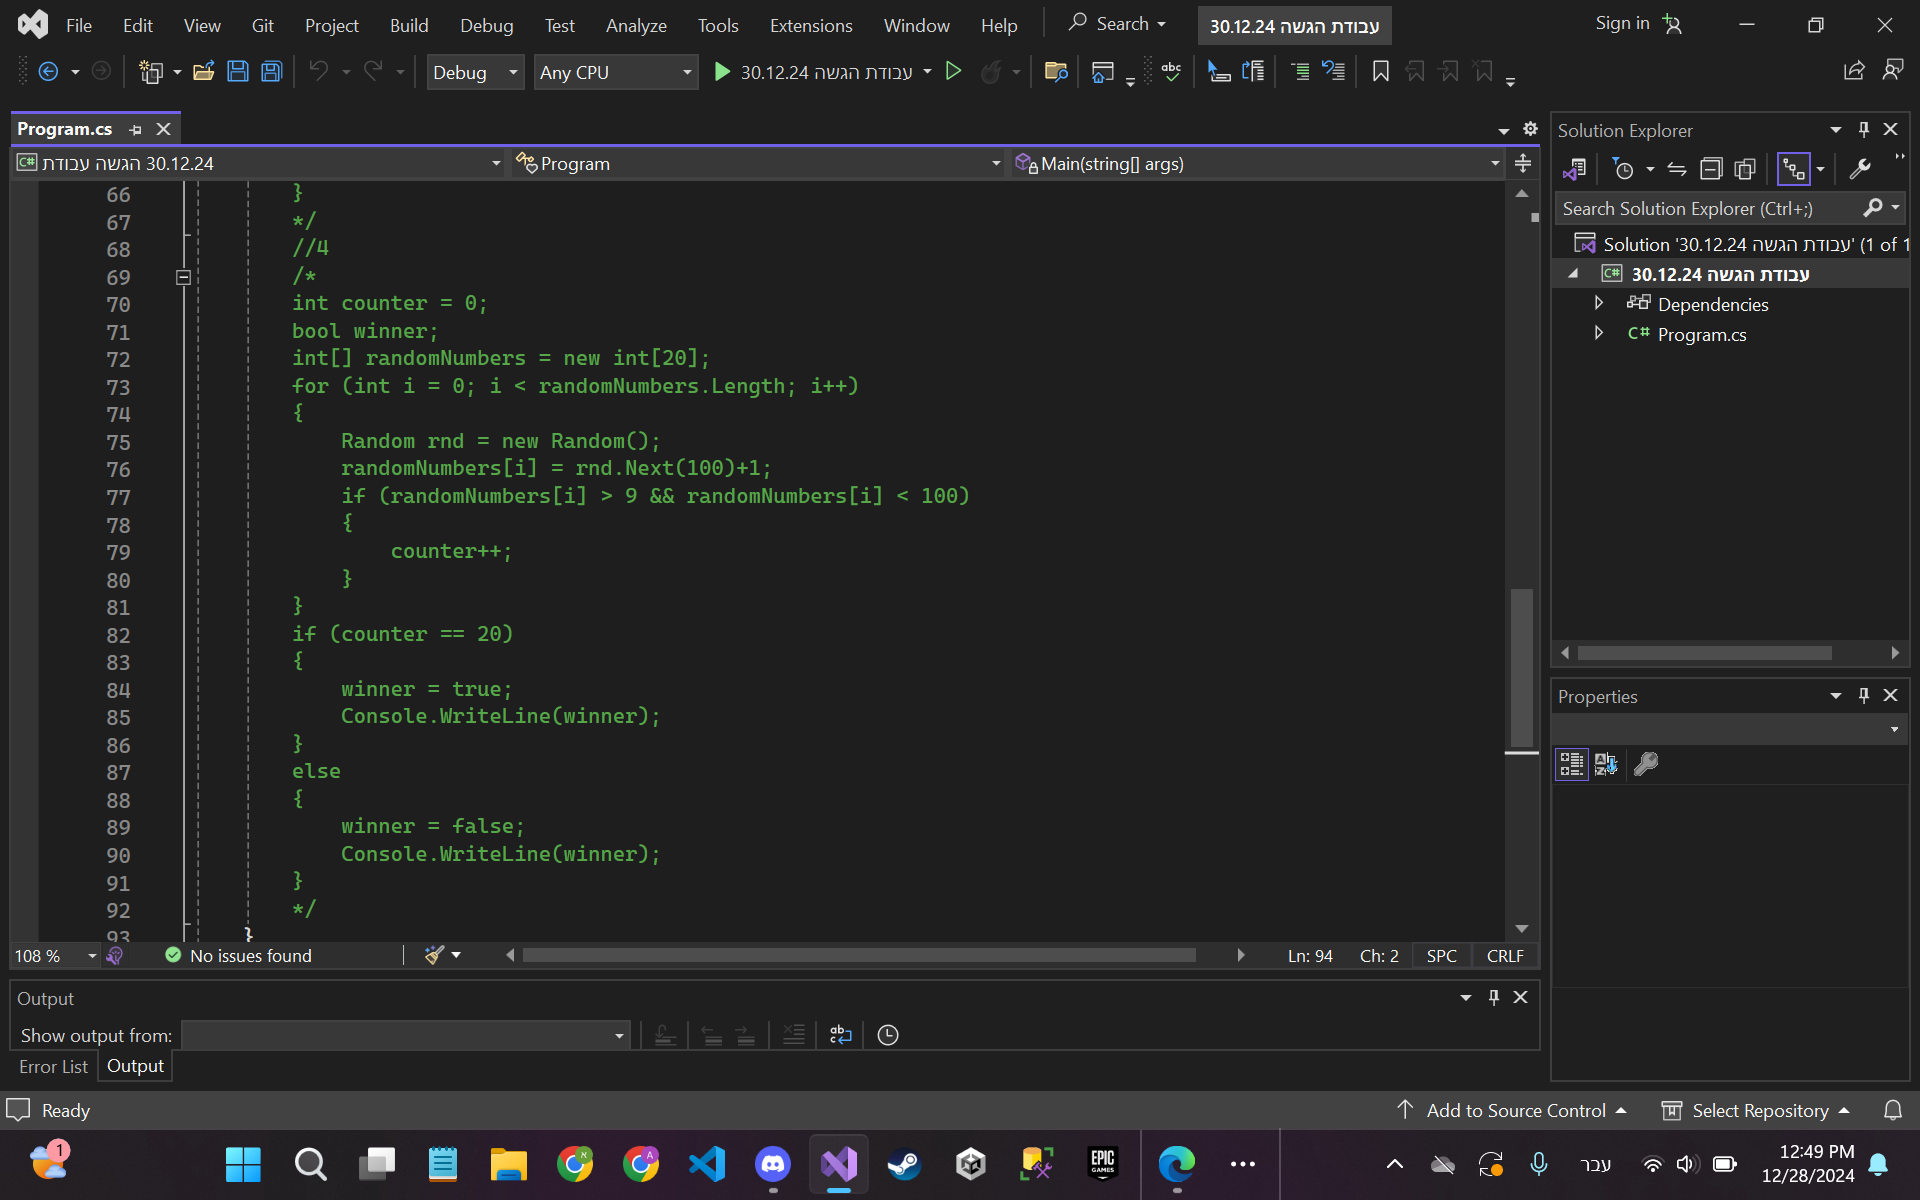 File Edit View Git Project Build Debug Test Analyze Tools Extensions Window Help Search עבודת הגשה 30.12.24 Sign in
Debug Any CPU עבודת הגשה 30.12.24
Program.cs
30.12.24 הגשה עבודת Program Main(string[] args)
66 }
67 */
68 //4
69 /*
70 int counter = 0;
71 bool winner;
72 int[] randomNumbers = new int[20];
73 for (int i = 0; i < randomNumbers.Length; i++)
74 {
75 Random rnd = new Random();
76 randomNumbers[i] = rnd.Next(100)+1;
77 if (randomNumbers[i] > 9 && randomNumbers[i] < 100)
78 {
79 counter++;
80 }
81 }
82 if (counter == 20)
83 {
84 winner = true;
85 Console.WriteLine(winner);
86 }
87 else
88 {
89 winner = false;
90 Console.WriteLine(winner);
91 }
92 */
93 }
108 % No issues found Ln: 94 Ch: 2 SPC CRLF
Output
Show output from:
Error List Output
Solution Explorer
Search Solution Explorer (Ctrl+;)
Solution '30.12.24 עבודת הגשה' (1 of 1
עבודת הגשה 30.12.24
Dependencies
C# Program.cs
Properties
Ready Add to Source Control Select Repository
1 א A EPIC GAMES עבר 12:49 PM
12/28/2024